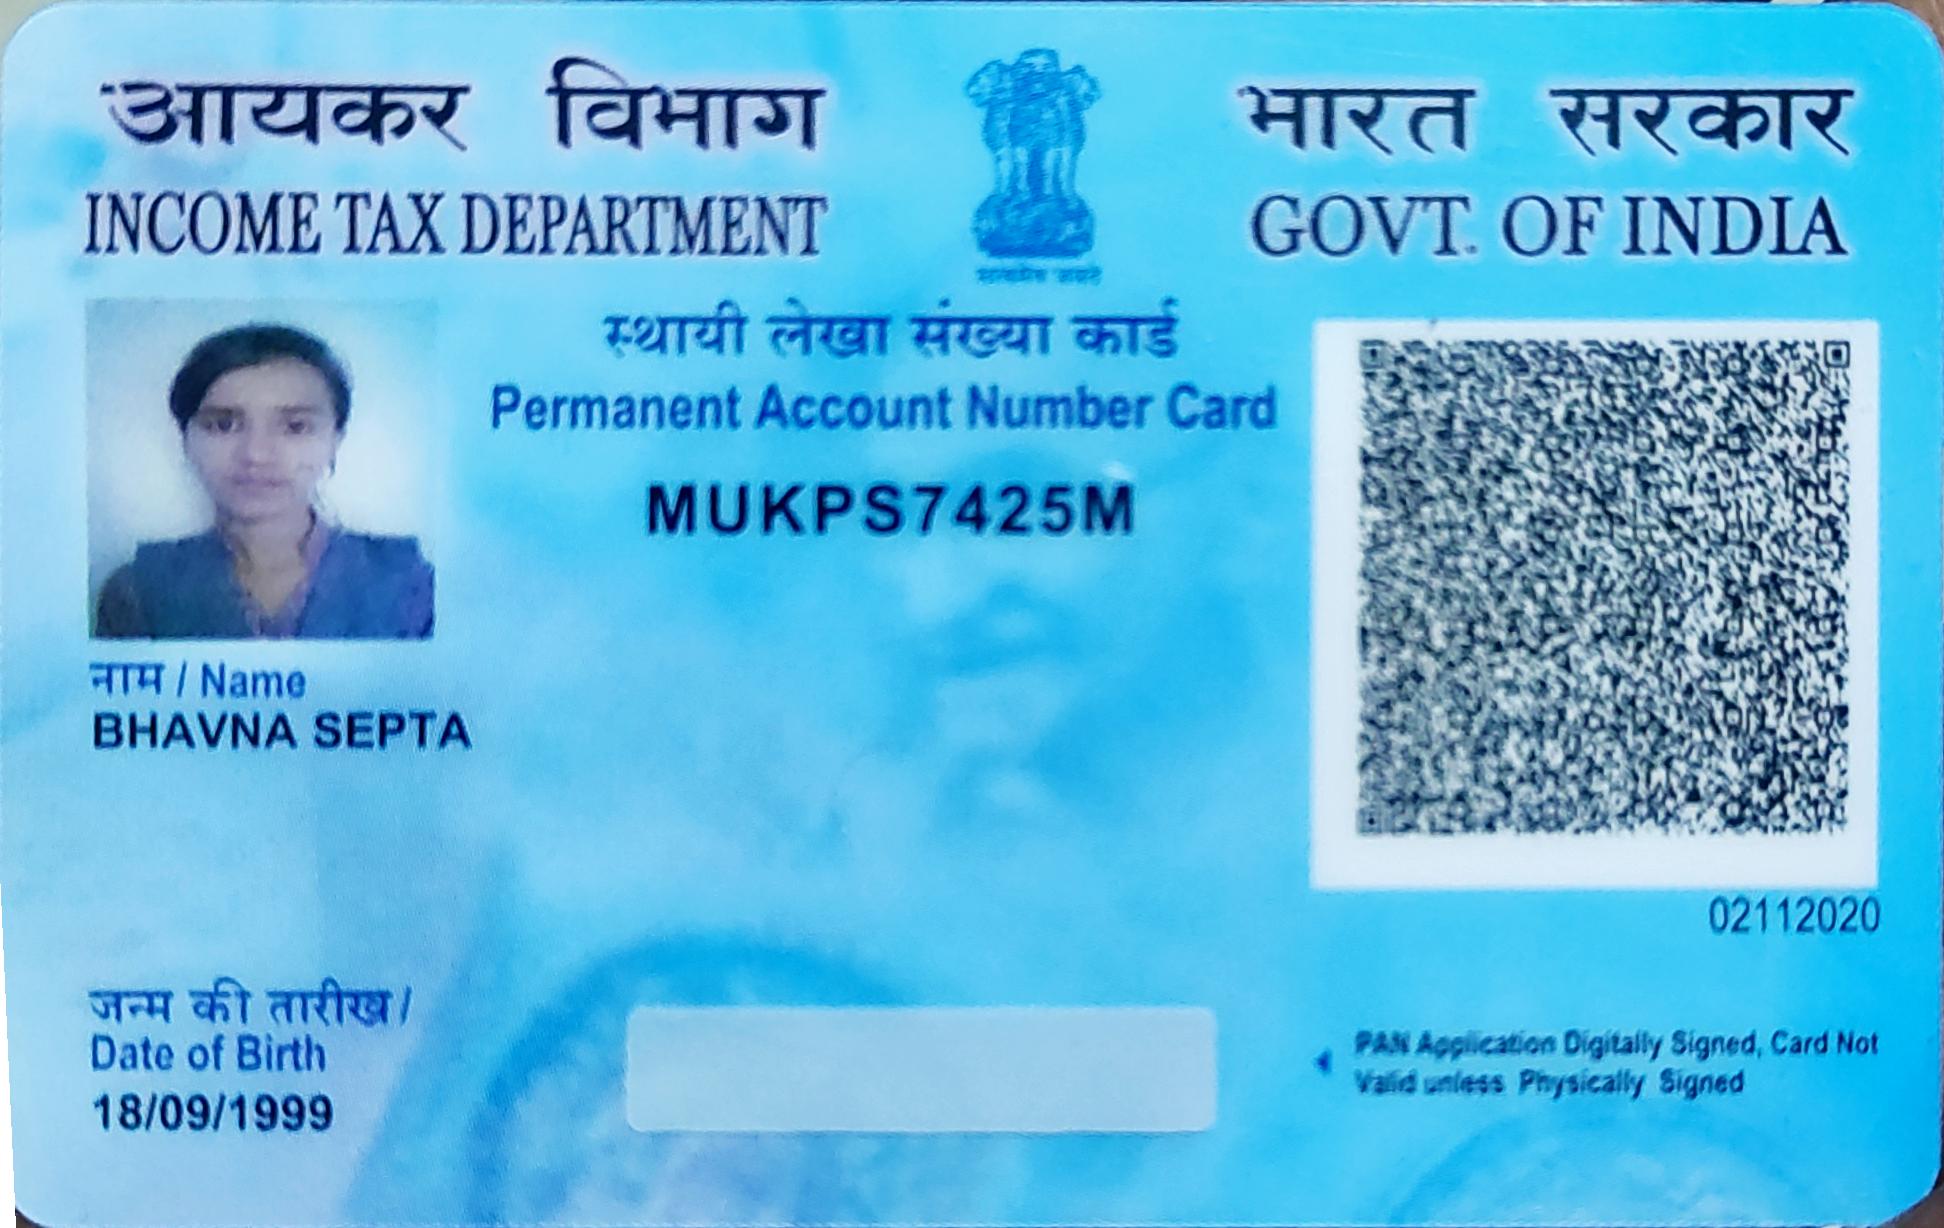 आयकर विभाग
INCOME TAX DEPARTMENT
भारत सरकार
GOVT. OF INDIA
सत्यमेव जयते
स्थायी लेखा संख्या कार्ड
Permanent Account Number Card
MUKPS7425M
नाम / Name
BHAVNA SEPTA
02112020
जन्म की तारीख /
Date of Birth
18/09/1999
PAN Application Digitally Signed, Card Not
Valid unless Physically Signed